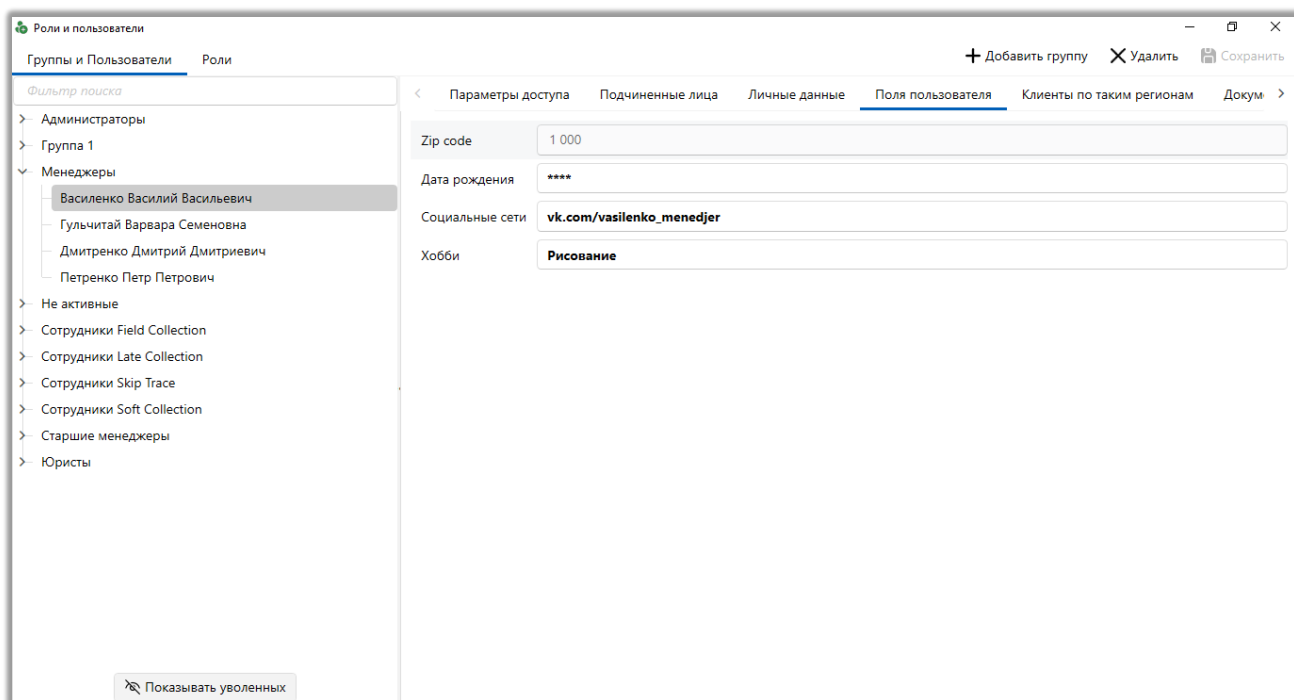 Роли и пользователи
Группы и Пользователи Роли
Добавить группу Удалить Сохранить
Фильтр поиска
Параметры доступа Подчиненные лица Личные данные Поля пользователя Клиенты по таким регионам Докум
Администраторы
Группа 1
Менеджеры
Василенко Василий Васильевич
Гульчитай Варвара Семеновна
Дмитренко Дмитрий Дмитриевич
Петренко Петр Петрович
Не активные
Сотрудники Field Collection
Сотрудники Late Collection
Сотрудники Skip Trace
Сотрудники Soft Collection
Старшие менеджеры
Юристы
Показывать уволенных
Zip code 1 000
Дата рождения ****
Социальные сети vk.com/vasilenko_menedjer
Хобби Рисование